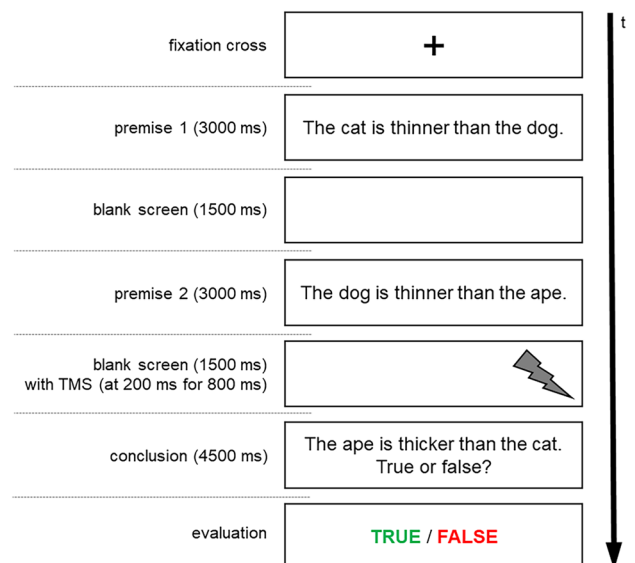 t
fixation cross
+
premise 1 (3000 ms)
The cat is thinner than the dog.
blank screen (1500 ms)
premise 2 (3000 ms)
The dog is thinner than the ape.
blank screen (1500 ms)
with TMS (at 200 ms for 800 ms)
conclusion (4500 ms)
The ape is thicker than the cat.
True or false?
evaluation
TRUE / FALSE